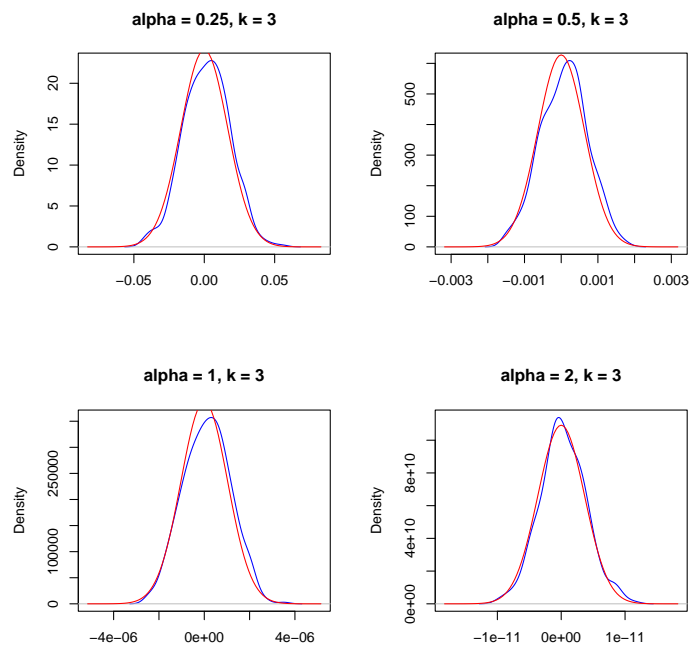 alpha = 0.25, k = 3
Density
0
5
10
15
20
−0.05
0.00
0.05
alpha = 0.5, k = 3
Density
0
100
300
500
−0.003
−0.001
0.001
0.003
alpha = 1, k = 3
Density
0
100000
250000
−4e−06
0e+00
4e−06
alpha = 2, k = 3
Density
0e+00
4e+10
8e+10
−1e−11
0e+00
1e−11